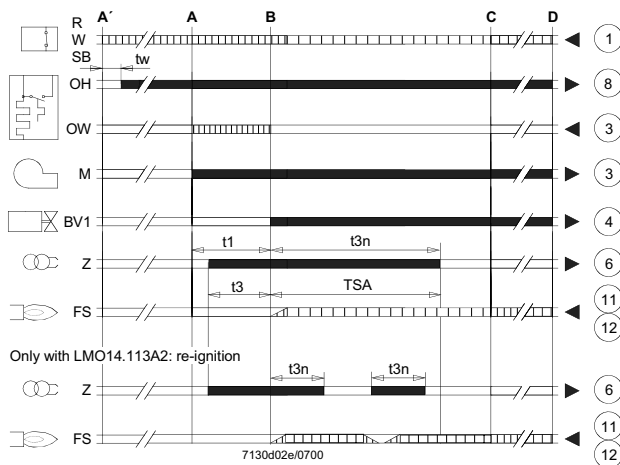 A´ A B C D
R
W 1
SB tw
OH 8
OW 3
M 3
BV1 4
t1 t3n
Z 6
t3 TSA
FS 11
12
Only with LMO14.113A2: re-ignition
t3n t3n
Z 6
FS 11
7130d02e/0700 12